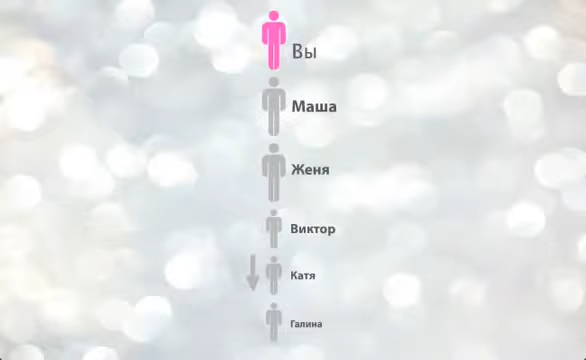 Вы
Маша
Женя
Виктор
Катя
Галина